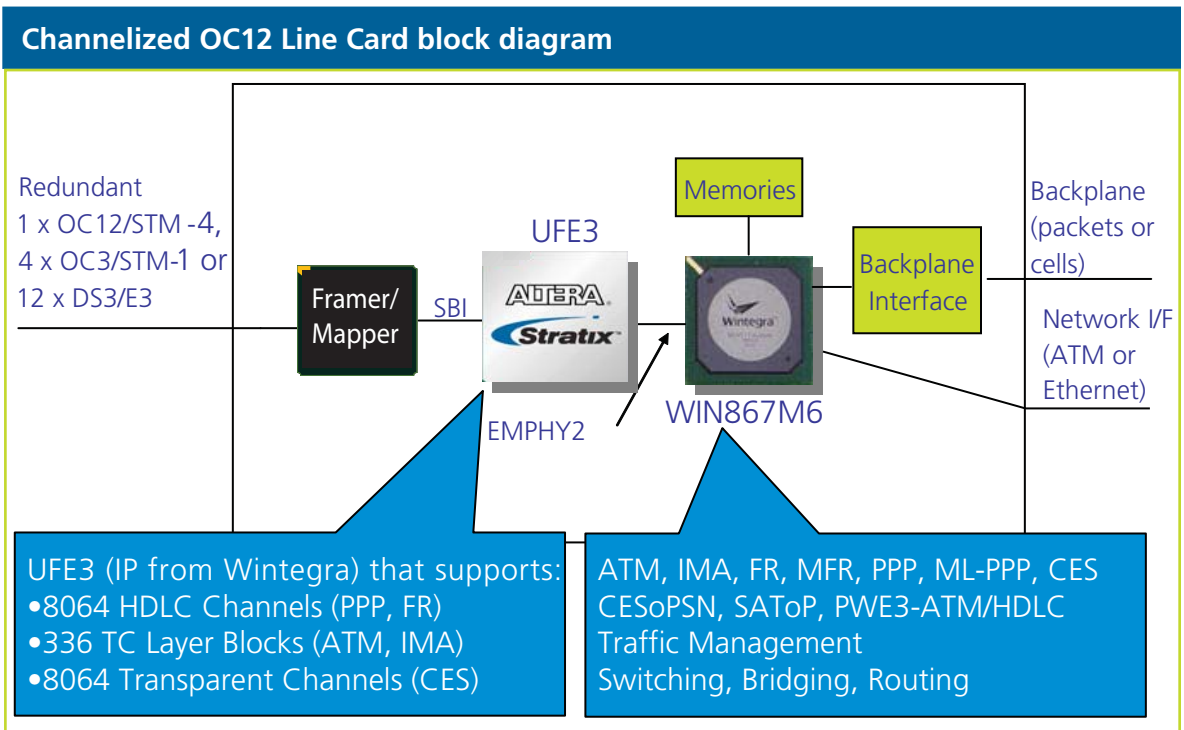 Channelized OC12 Line Card block diagram
Redundant
1 x OC12/STM -4,
4 x OC3/STM-1 or
12 x DS3/E3
Framer/
Mapper
SBI
UFE3
ALTERA.
Stratix™
EMPHY2
Memories
Wintegra
WIN867M6
Backplane
Interface
Backplane
(packets or
cells)
Network I/F
(ATM or
Ethernet)
UFE3 (IP from Wintegra) that supports:
•8064 HDLC Channels (PPP, FR)
•336 TC Layer Blocks (ATM, IMA)
•8064 Transparent Channels (CES)
ATM, IMA, FR, MFR, PPP, ML-PPP, CES
CESoPSN, SAToP, PWE3-ATM/HDLC
Traffic Management
Switching, Bridging, Routing